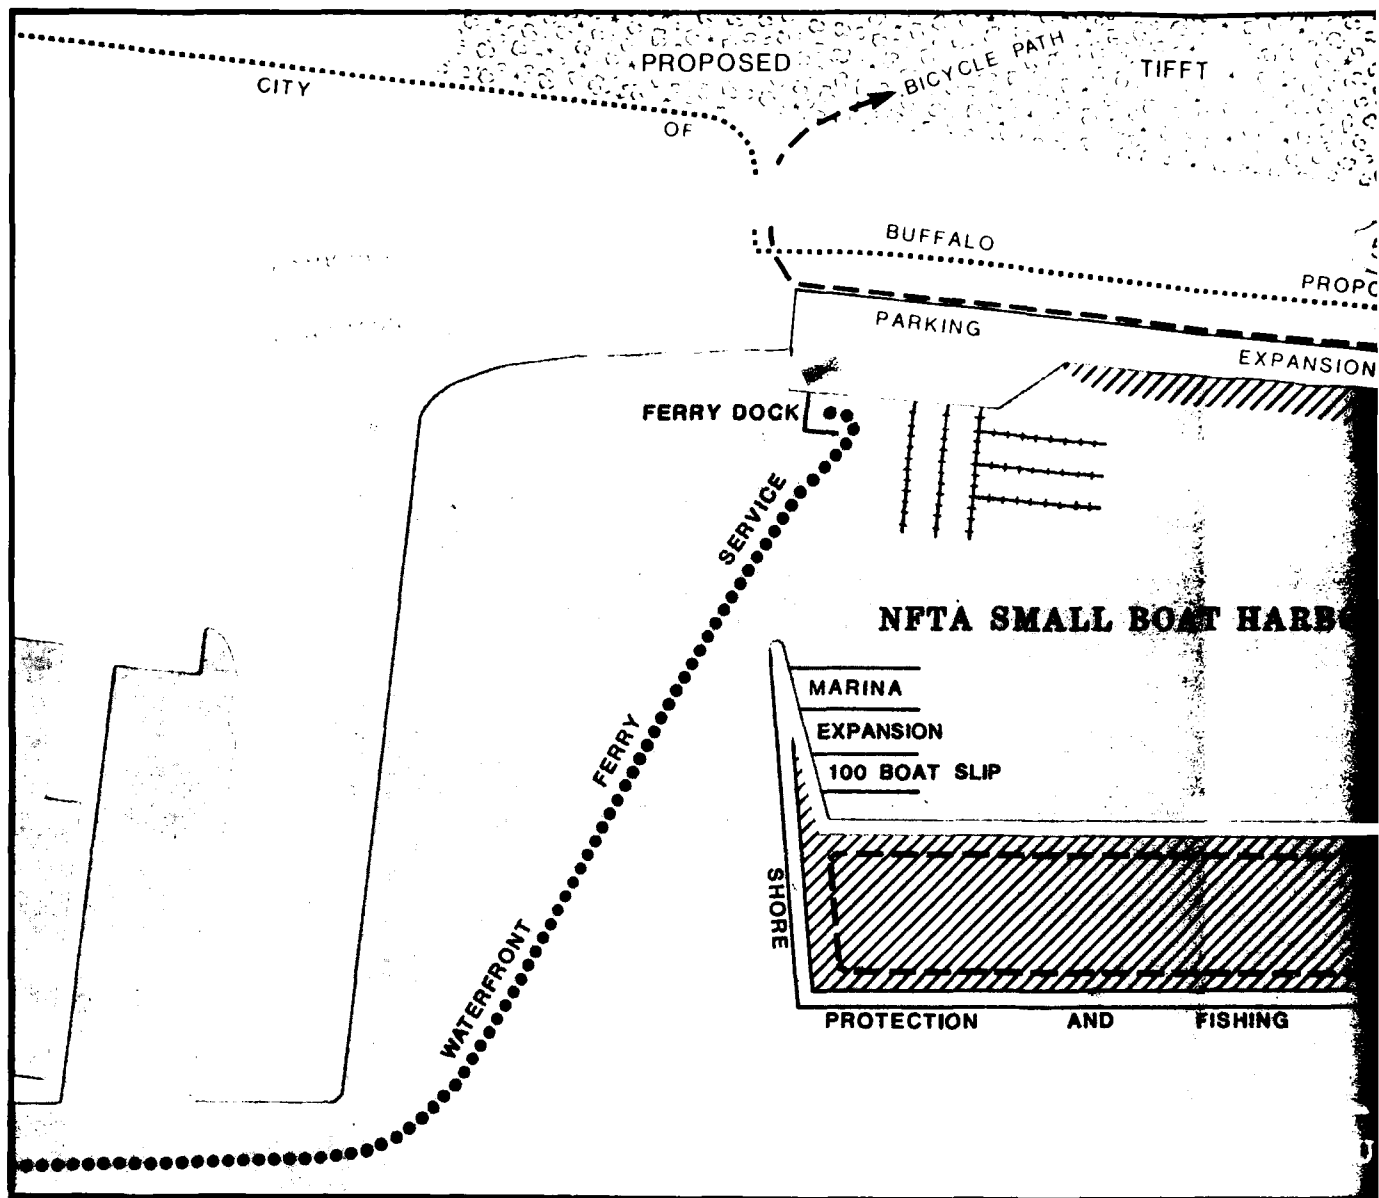 PROPOSED
BICYCLE PATH
TIFFT
CITY
OF
BUFFALO
PARKING
EXPANSION
FERRY DOCK
SERVICE
FERRY
WATERFRONT
NFTA SMALL BOAT
MARINA
EXPANSION
100 BOAT SLIP
SHORE
PROTECTION AND FISHING